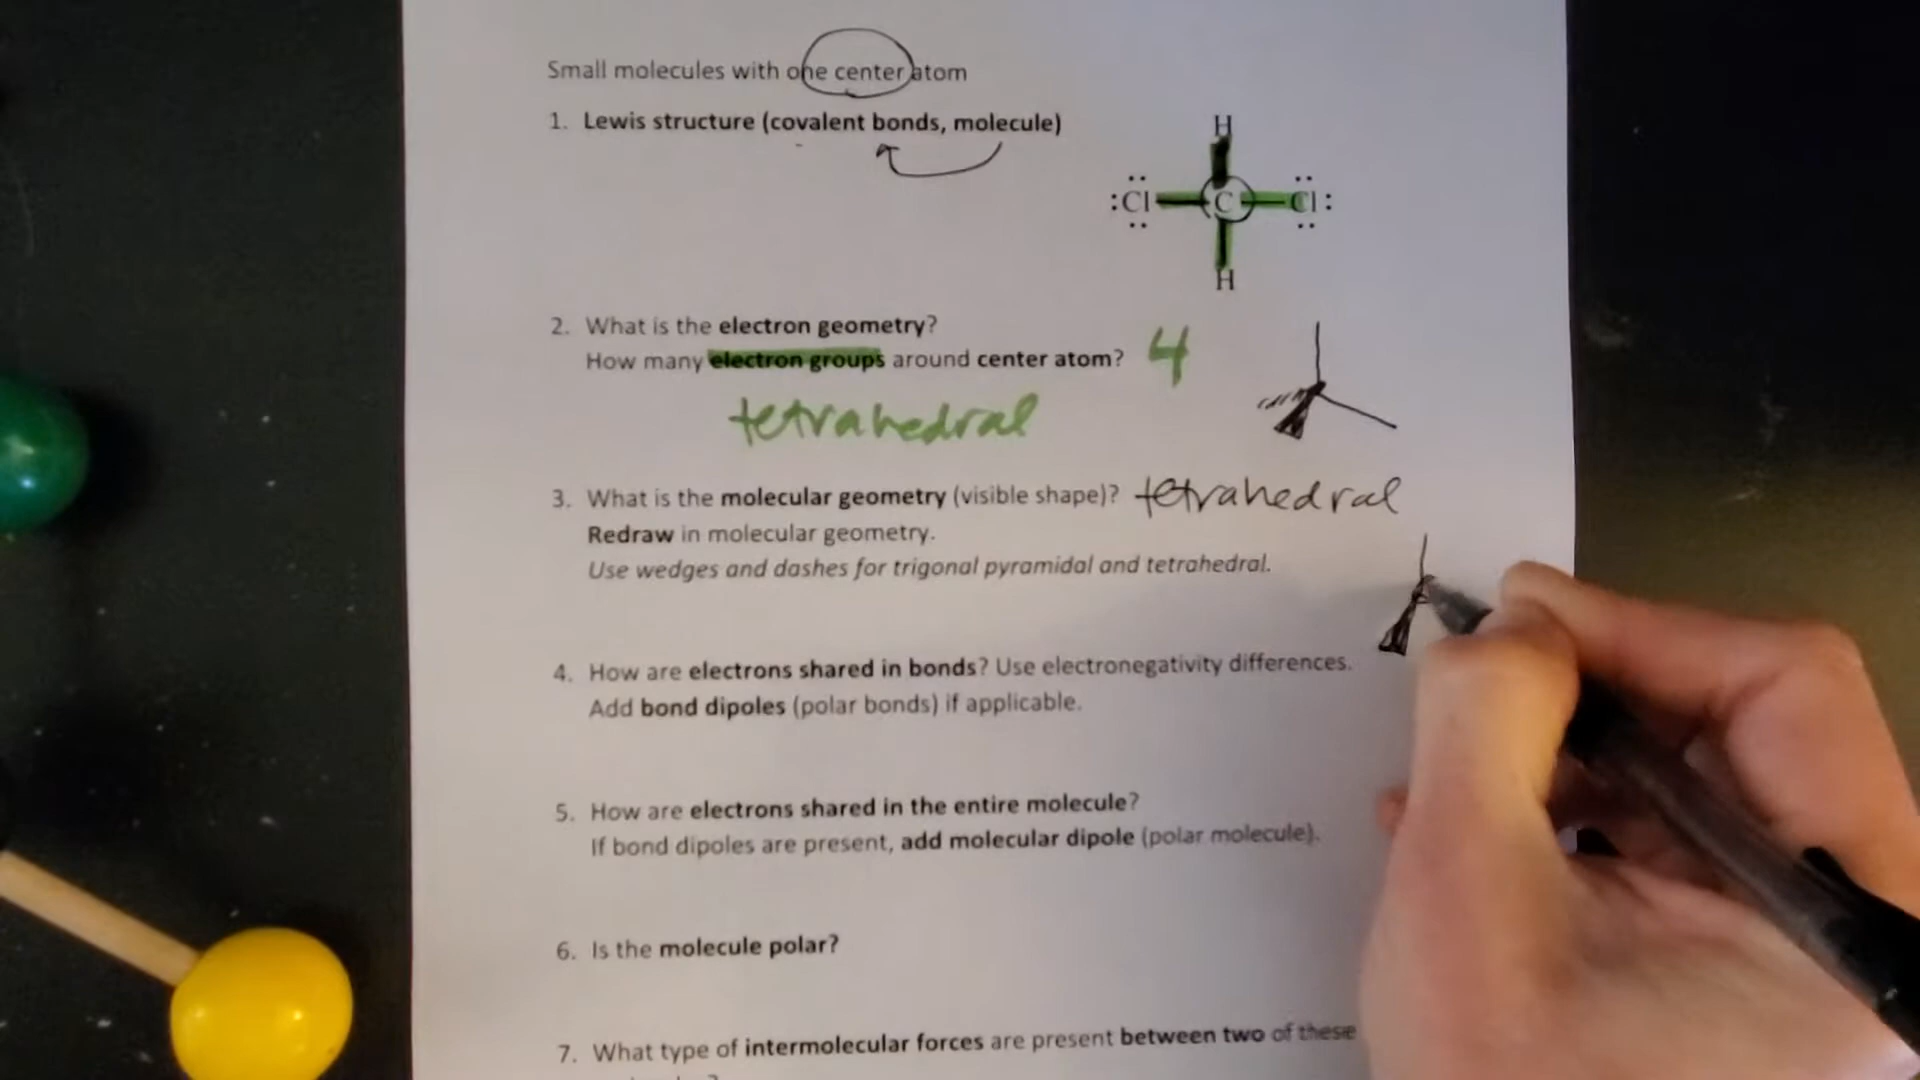 Small molecules with one center atom
1. Lewis structure (covalent bonds, molecule)
H
:Cl C Cl:
H
2. What is the electron geometry?
How many electron groups around center atom? 4
tetrahedral
3. What is the molecular geometry (visible shape)? tetrahedral
Redraw in molecular geometry.
Use wedges and dashes for trigonal pyramidal and tetrahedral.
4. How are electrons shared in bonds? Use electronegativity differences.
Add bond dipoles (polar bonds) if applicable.
5. How are electrons shared in the entire molecule?
If bond dipoles are present, add molecular dipole (polar molecule).
6. Is the molecule polar?
7. What type of intermolecular forces are present between two of these